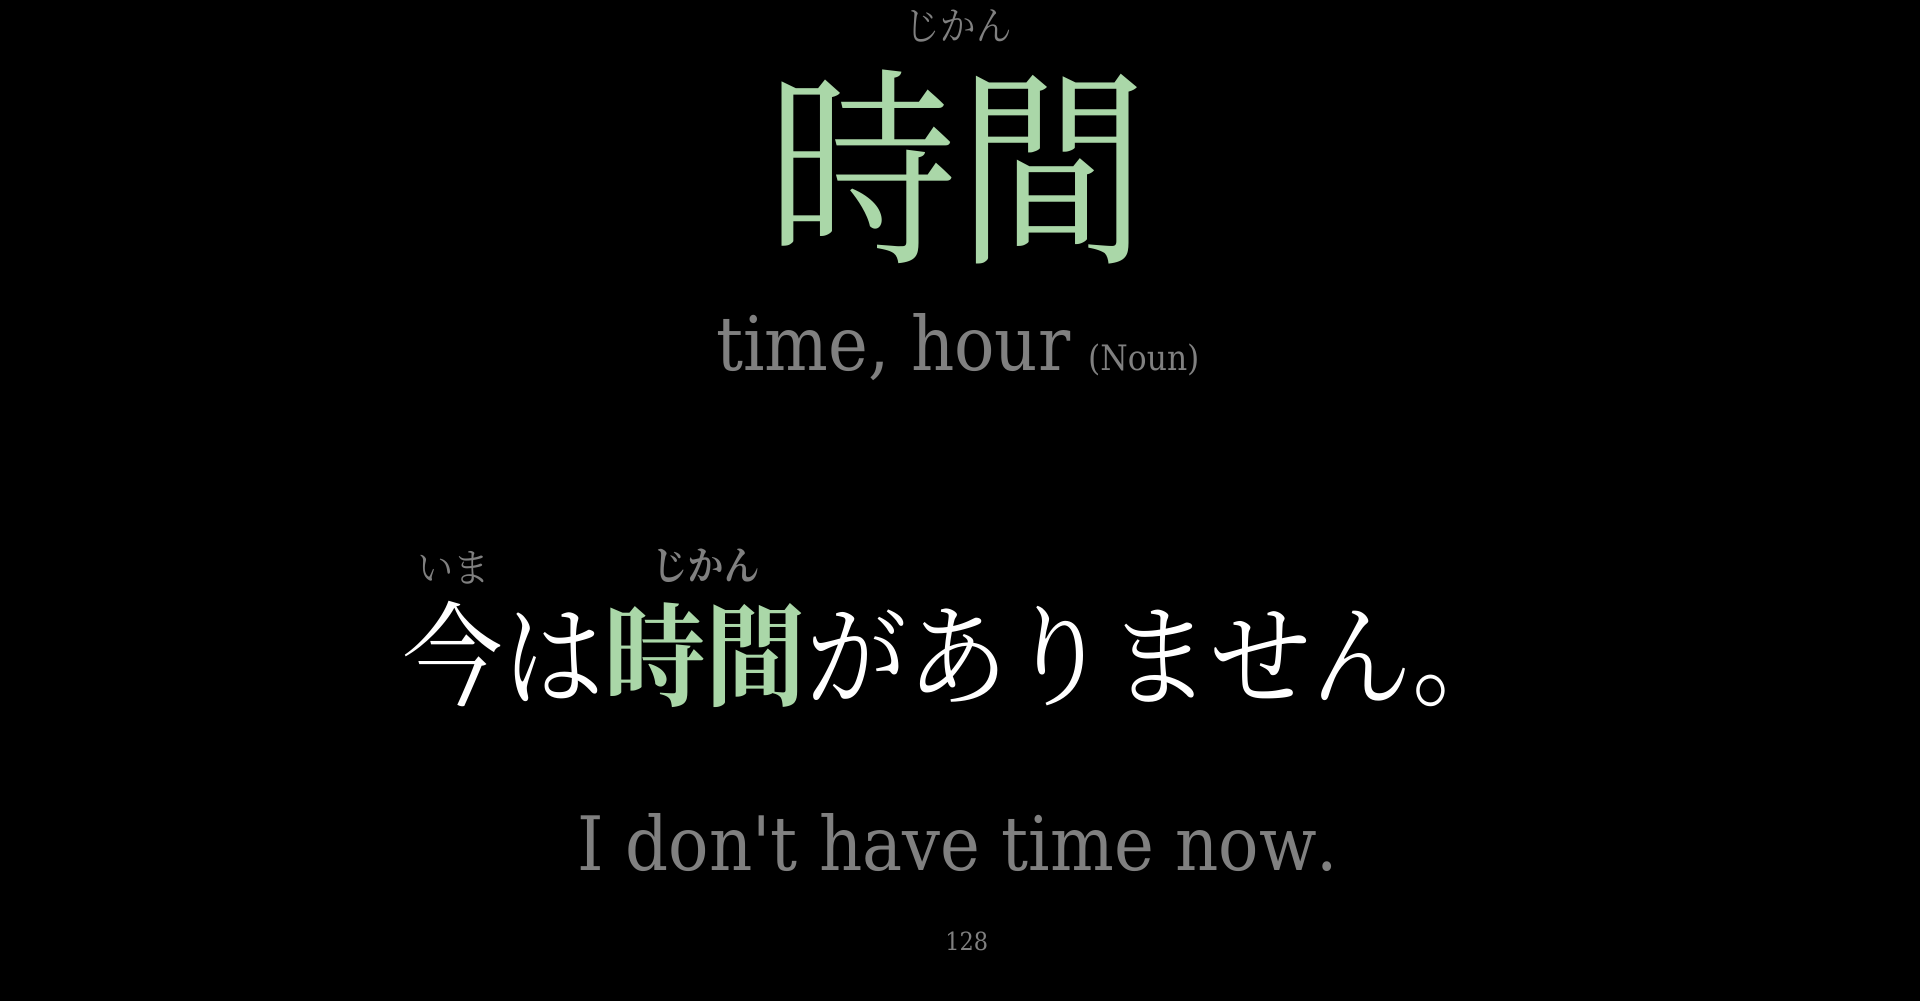 じかん
時間
time, hour (Noun)
いま じかん
今は時間がありません。
I don't have time now.
128